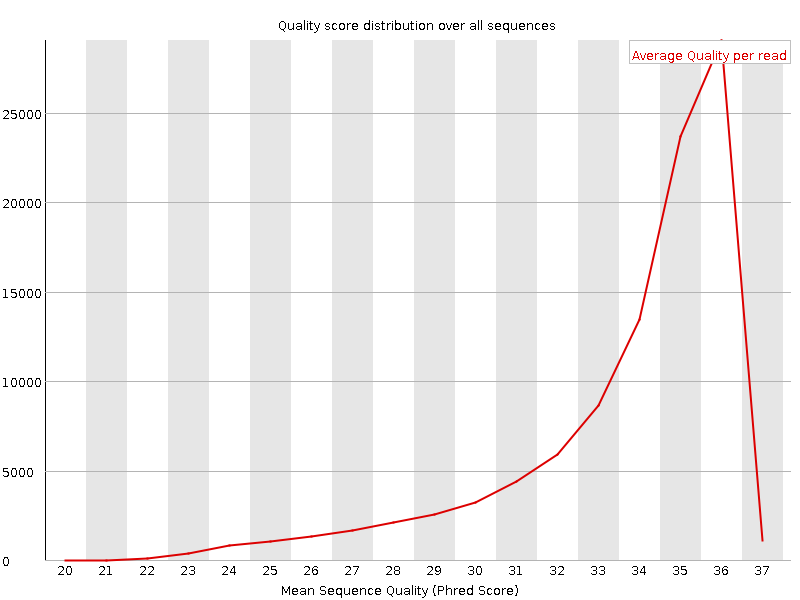 Quality score distribution over all sequences
Average Quality per read
25000
20000
15000
10000
5000
0
20 21 22 23 24 25 26 27 28 29 30 31 32 33 34 35 36 37
Mean Sequence Quality (Phred Score)